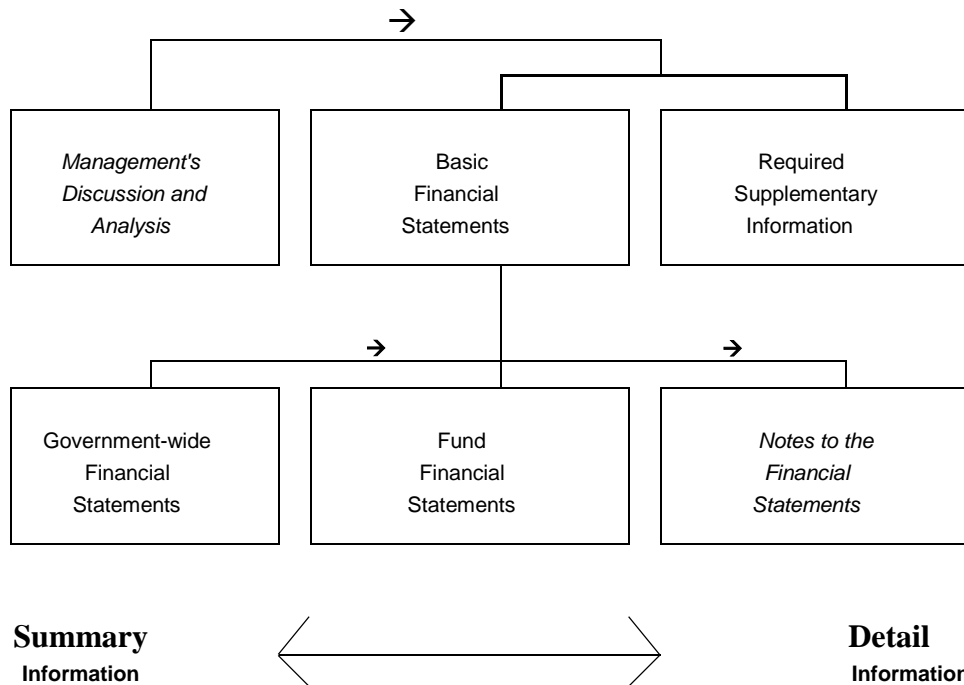 →
Management's
Discussion and
Analysis
Basic
Financial
Statements
Required
Supplementary
Information
→
→
Government-wide
Financial
Statements
Fund
Financial
Statements
Notes to the
Financial
Statements
Summary
Information
Detail
Information